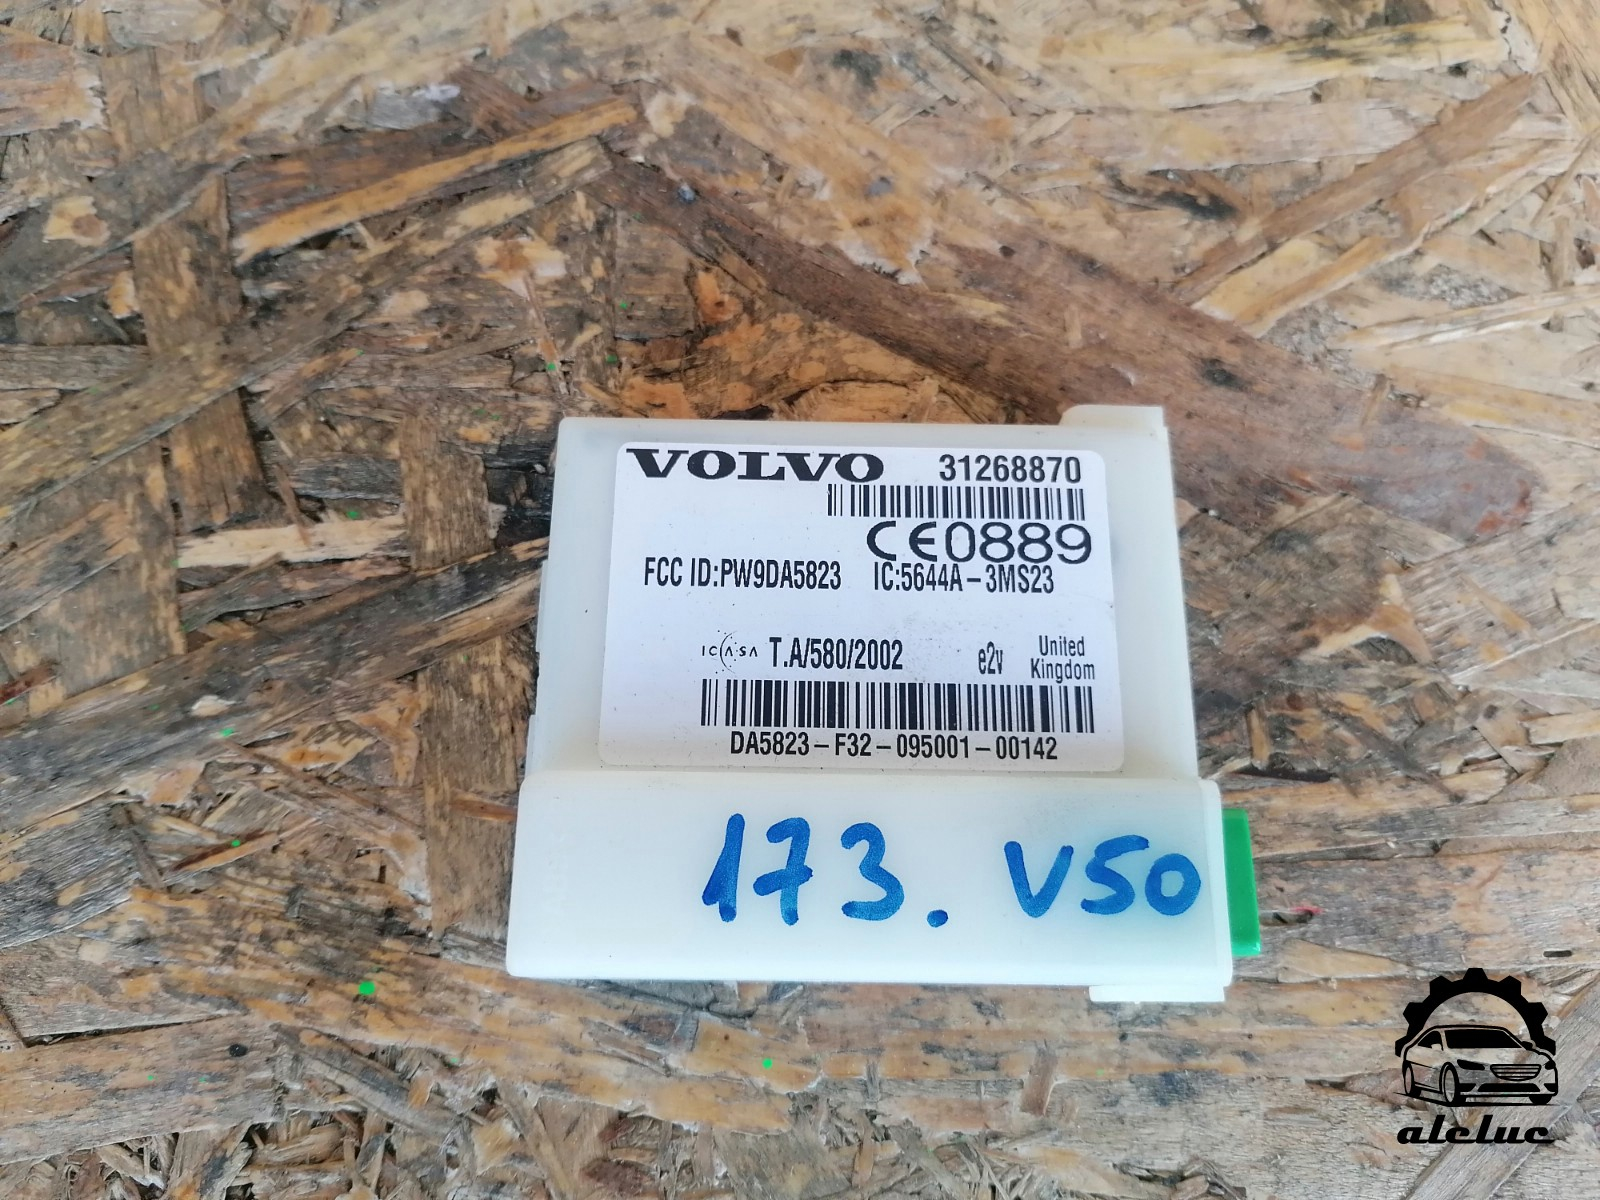 VOLVO 31268870
CE0889
FCC ID:PW9DA5823 IC:5644A-3MS23
ICASA T.A/580/2002 e2v United Kingdom
DA5823-F32-095001-00142
173. V50
alcluc